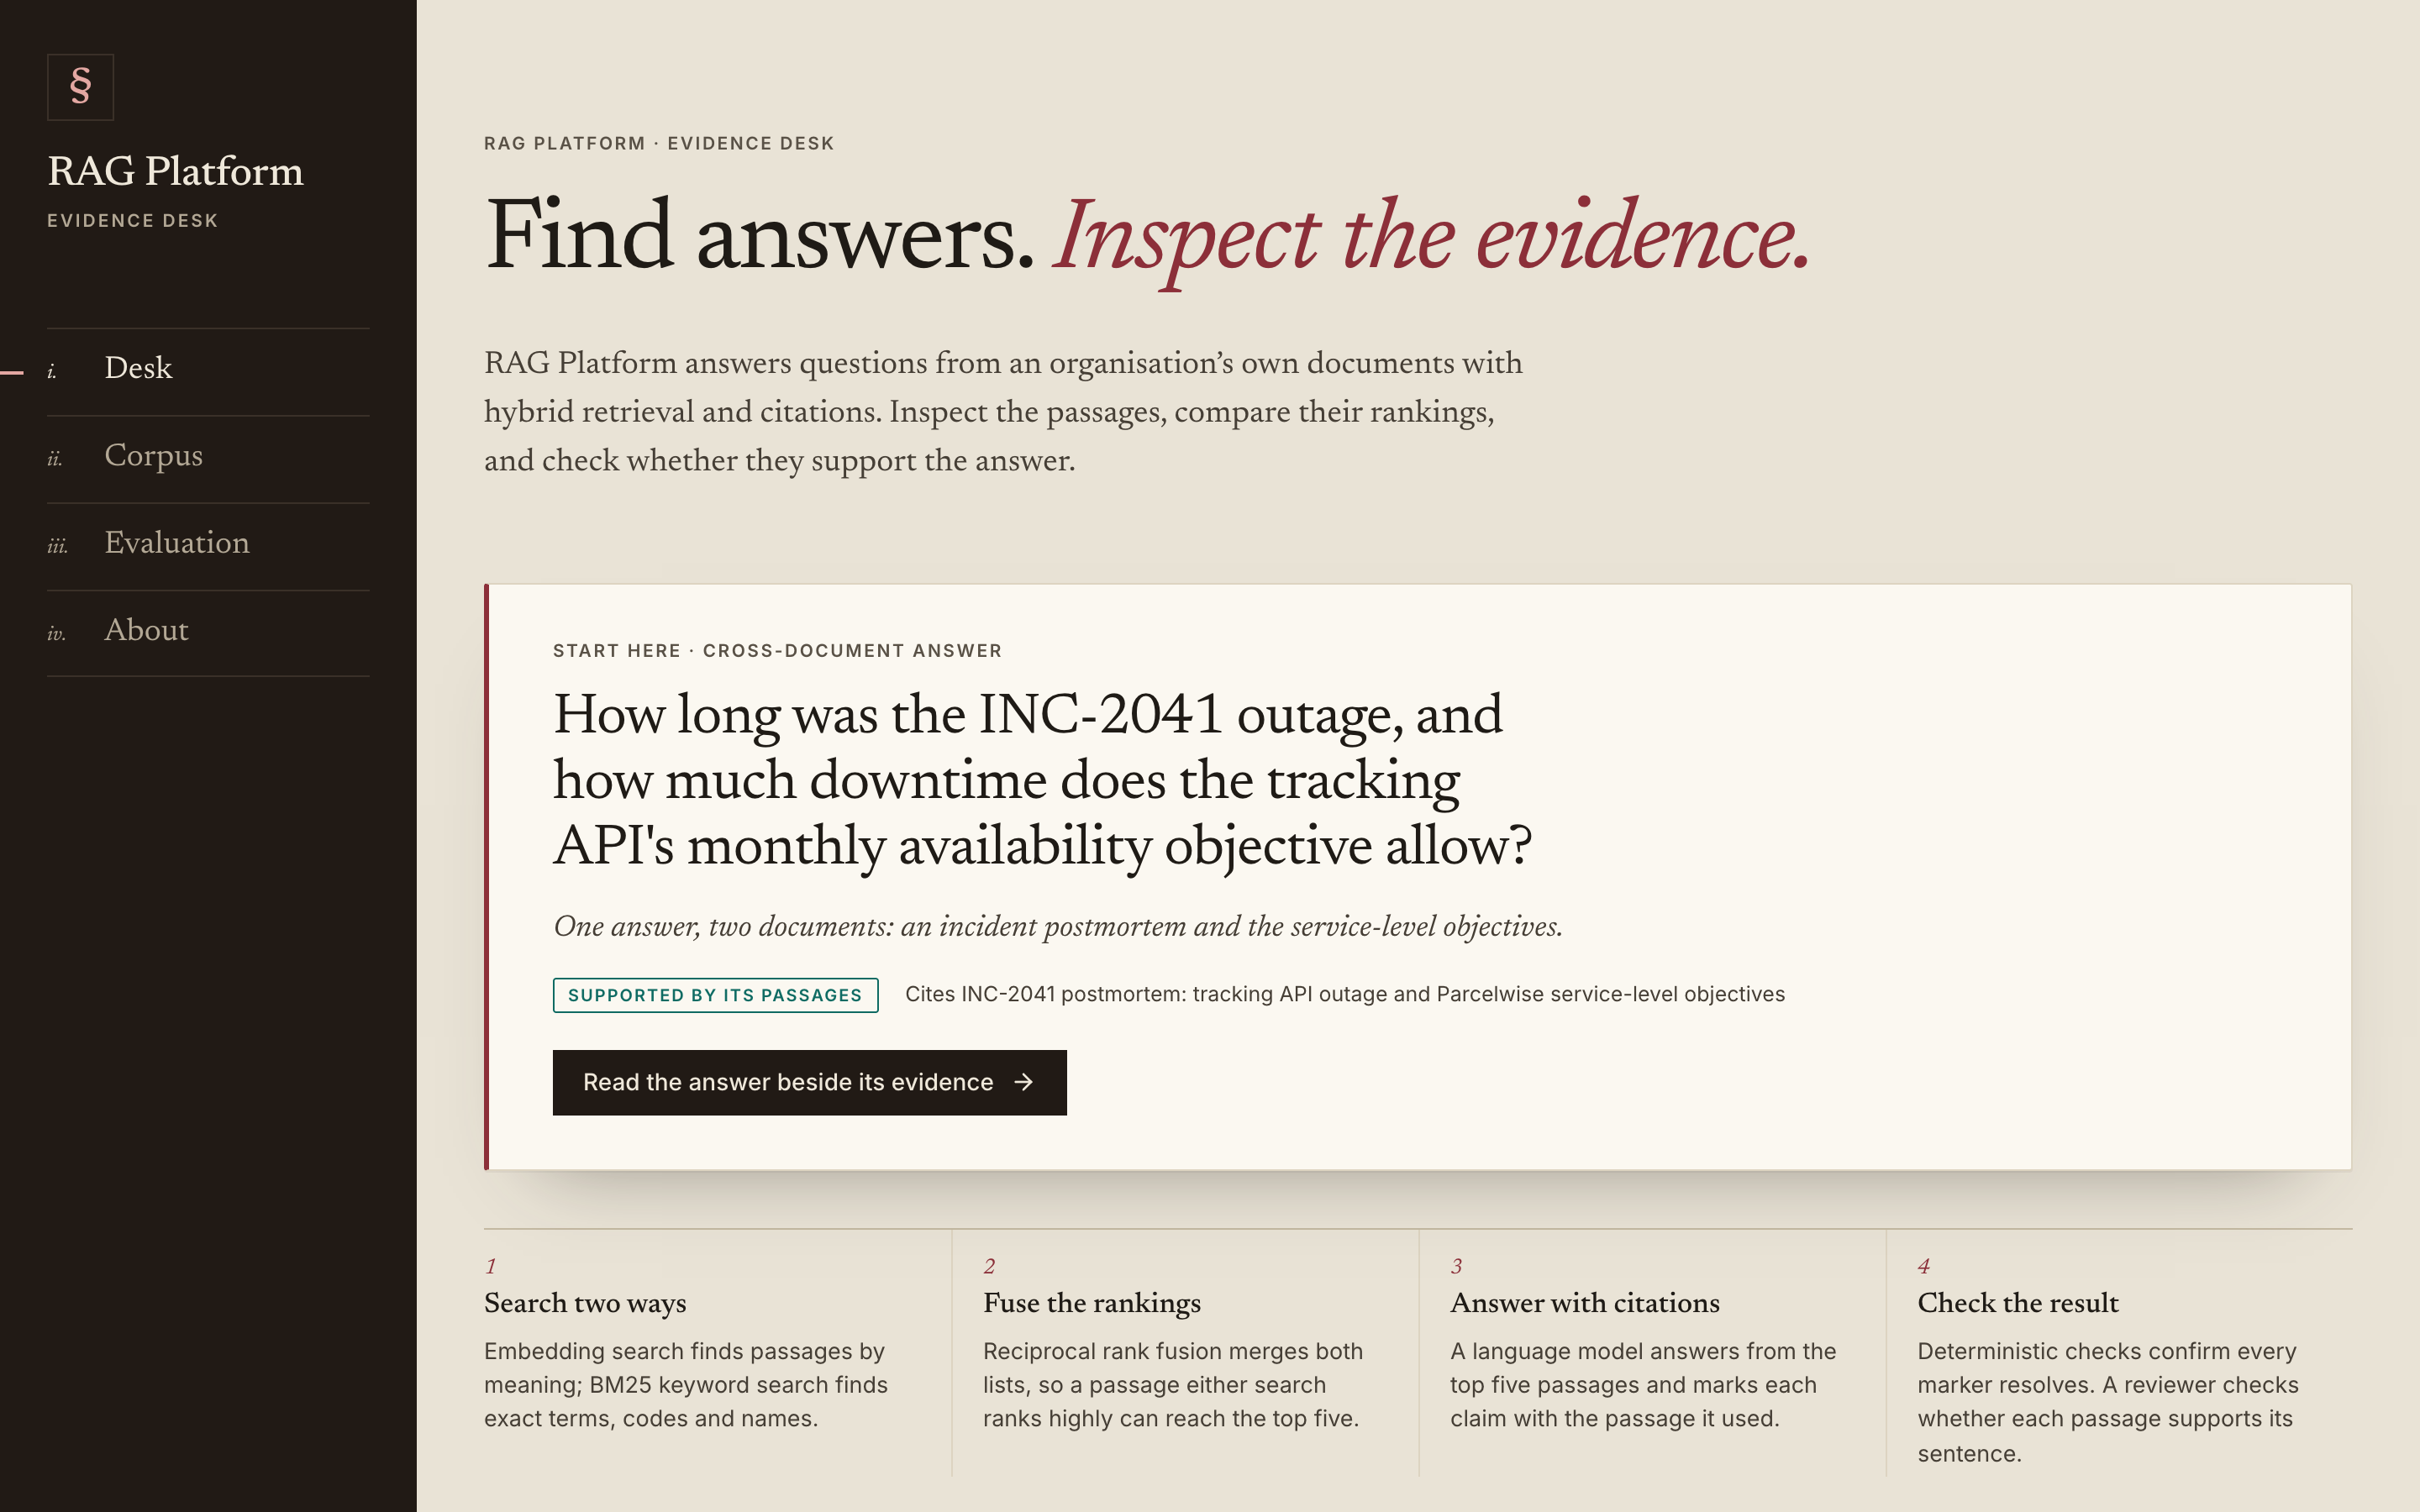 §
RAG Platform
EVIDENCE DESK
i. Desk
ii. Corpus
iii. Evaluation
iv. About
RAG PLATFORM · EVIDENCE DESK
Find answers. Inspect the evidence.
RAG Platform answers questions from an organisation’s own documents with
hybrid retrieval and citations. Inspect the passages, compare their rankings,
and check whether they support the answer.
START HERE · CROSS-DOCUMENT ANSWER
How long was the INC-2041 outage, and
how much downtime does the tracking
API's monthly availability objective allow?
One answer, two documents: an incident postmortem and the service-level objectives.
SUPPORTED BY ITS PASSAGES Cites INC-2041 postmortem: tracking API outage and Parcelwise service-level objectives
Read the answer beside its evidence →
1
Search two ways
Embedding search finds passages by
meaning; BM25 keyword search finds
exact terms, codes and names.
2
Fuse the rankings
Reciprocal rank fusion merges both
lists, so a passage either search
ranks highly can reach the top five.
3
Answer with citations
A language model answers from the
top five passages and marks each
claim with the passage it used.
4
Check the result
Deterministic checks confirm every
marker resolves. A reviewer checks
whether each passage supports its
sentence.